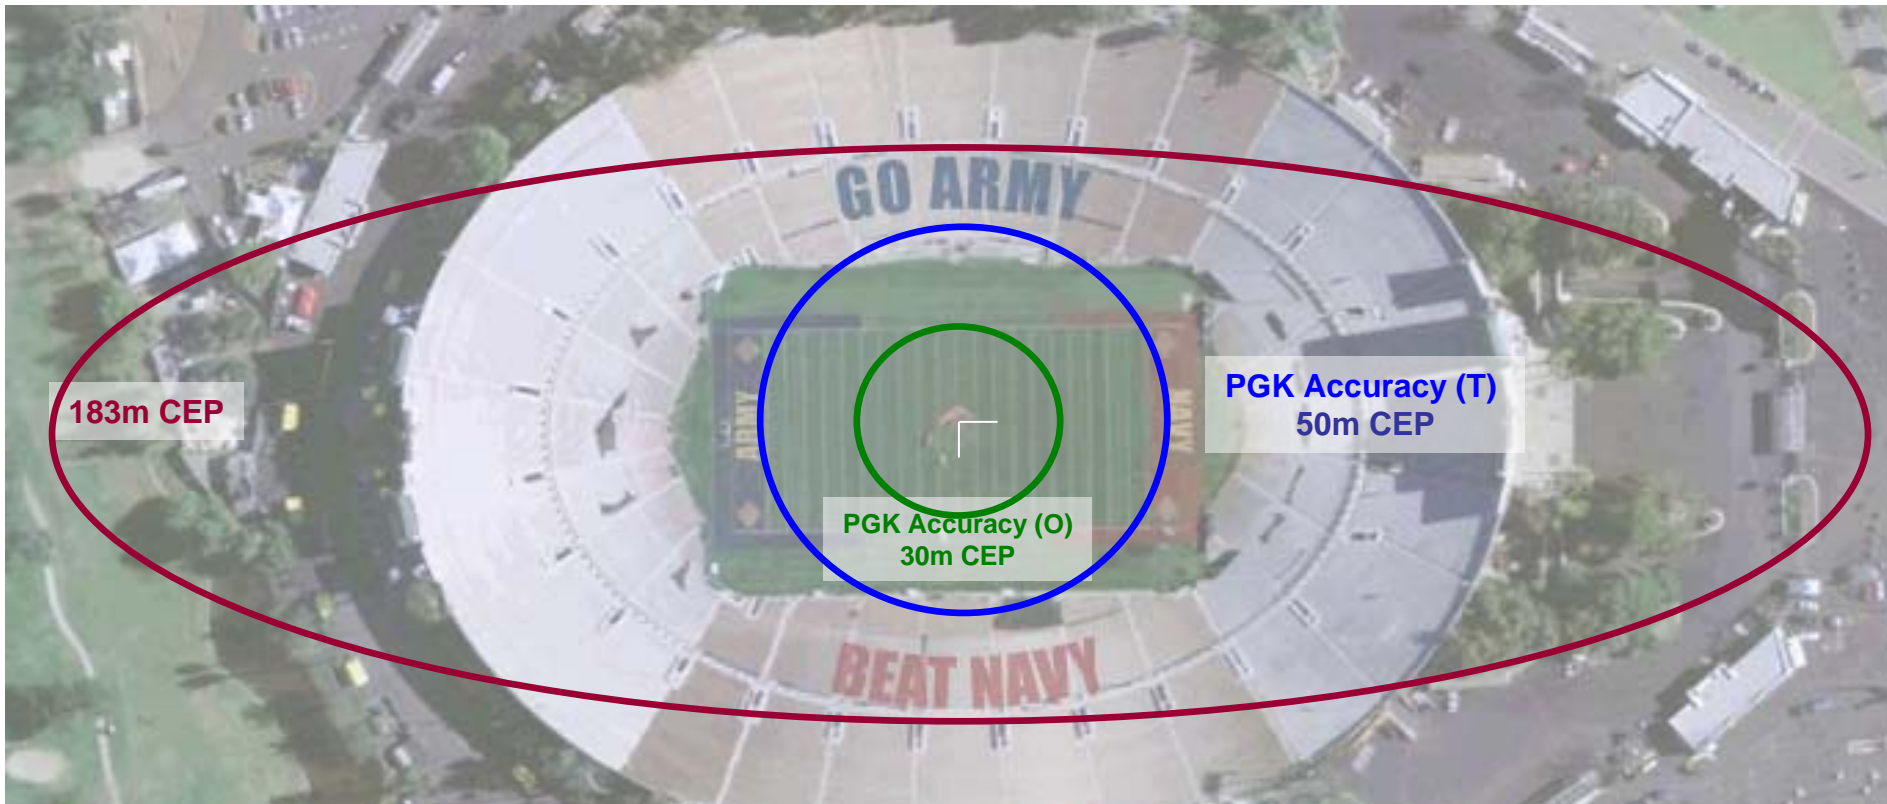 GO ARMY
183m CEP
PGK Accuracy (T)
50m CEP
ARMY
NAVY
PGK Accuracy (O)
30m CEP
BEAT NAVY